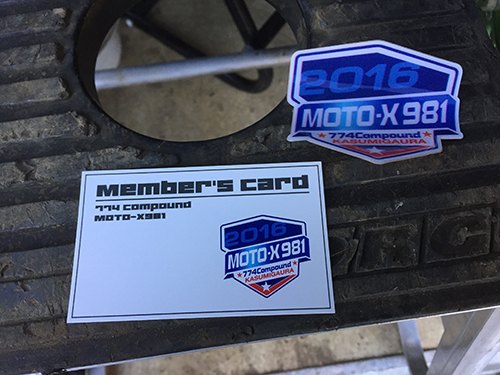 2016
MOTO-X 981
774Compound
KASUMIGAURA
Member's Card
774 Compound
MOTO-X981
2016
MOTO-X 981
774Compound
KASUMIGAURA